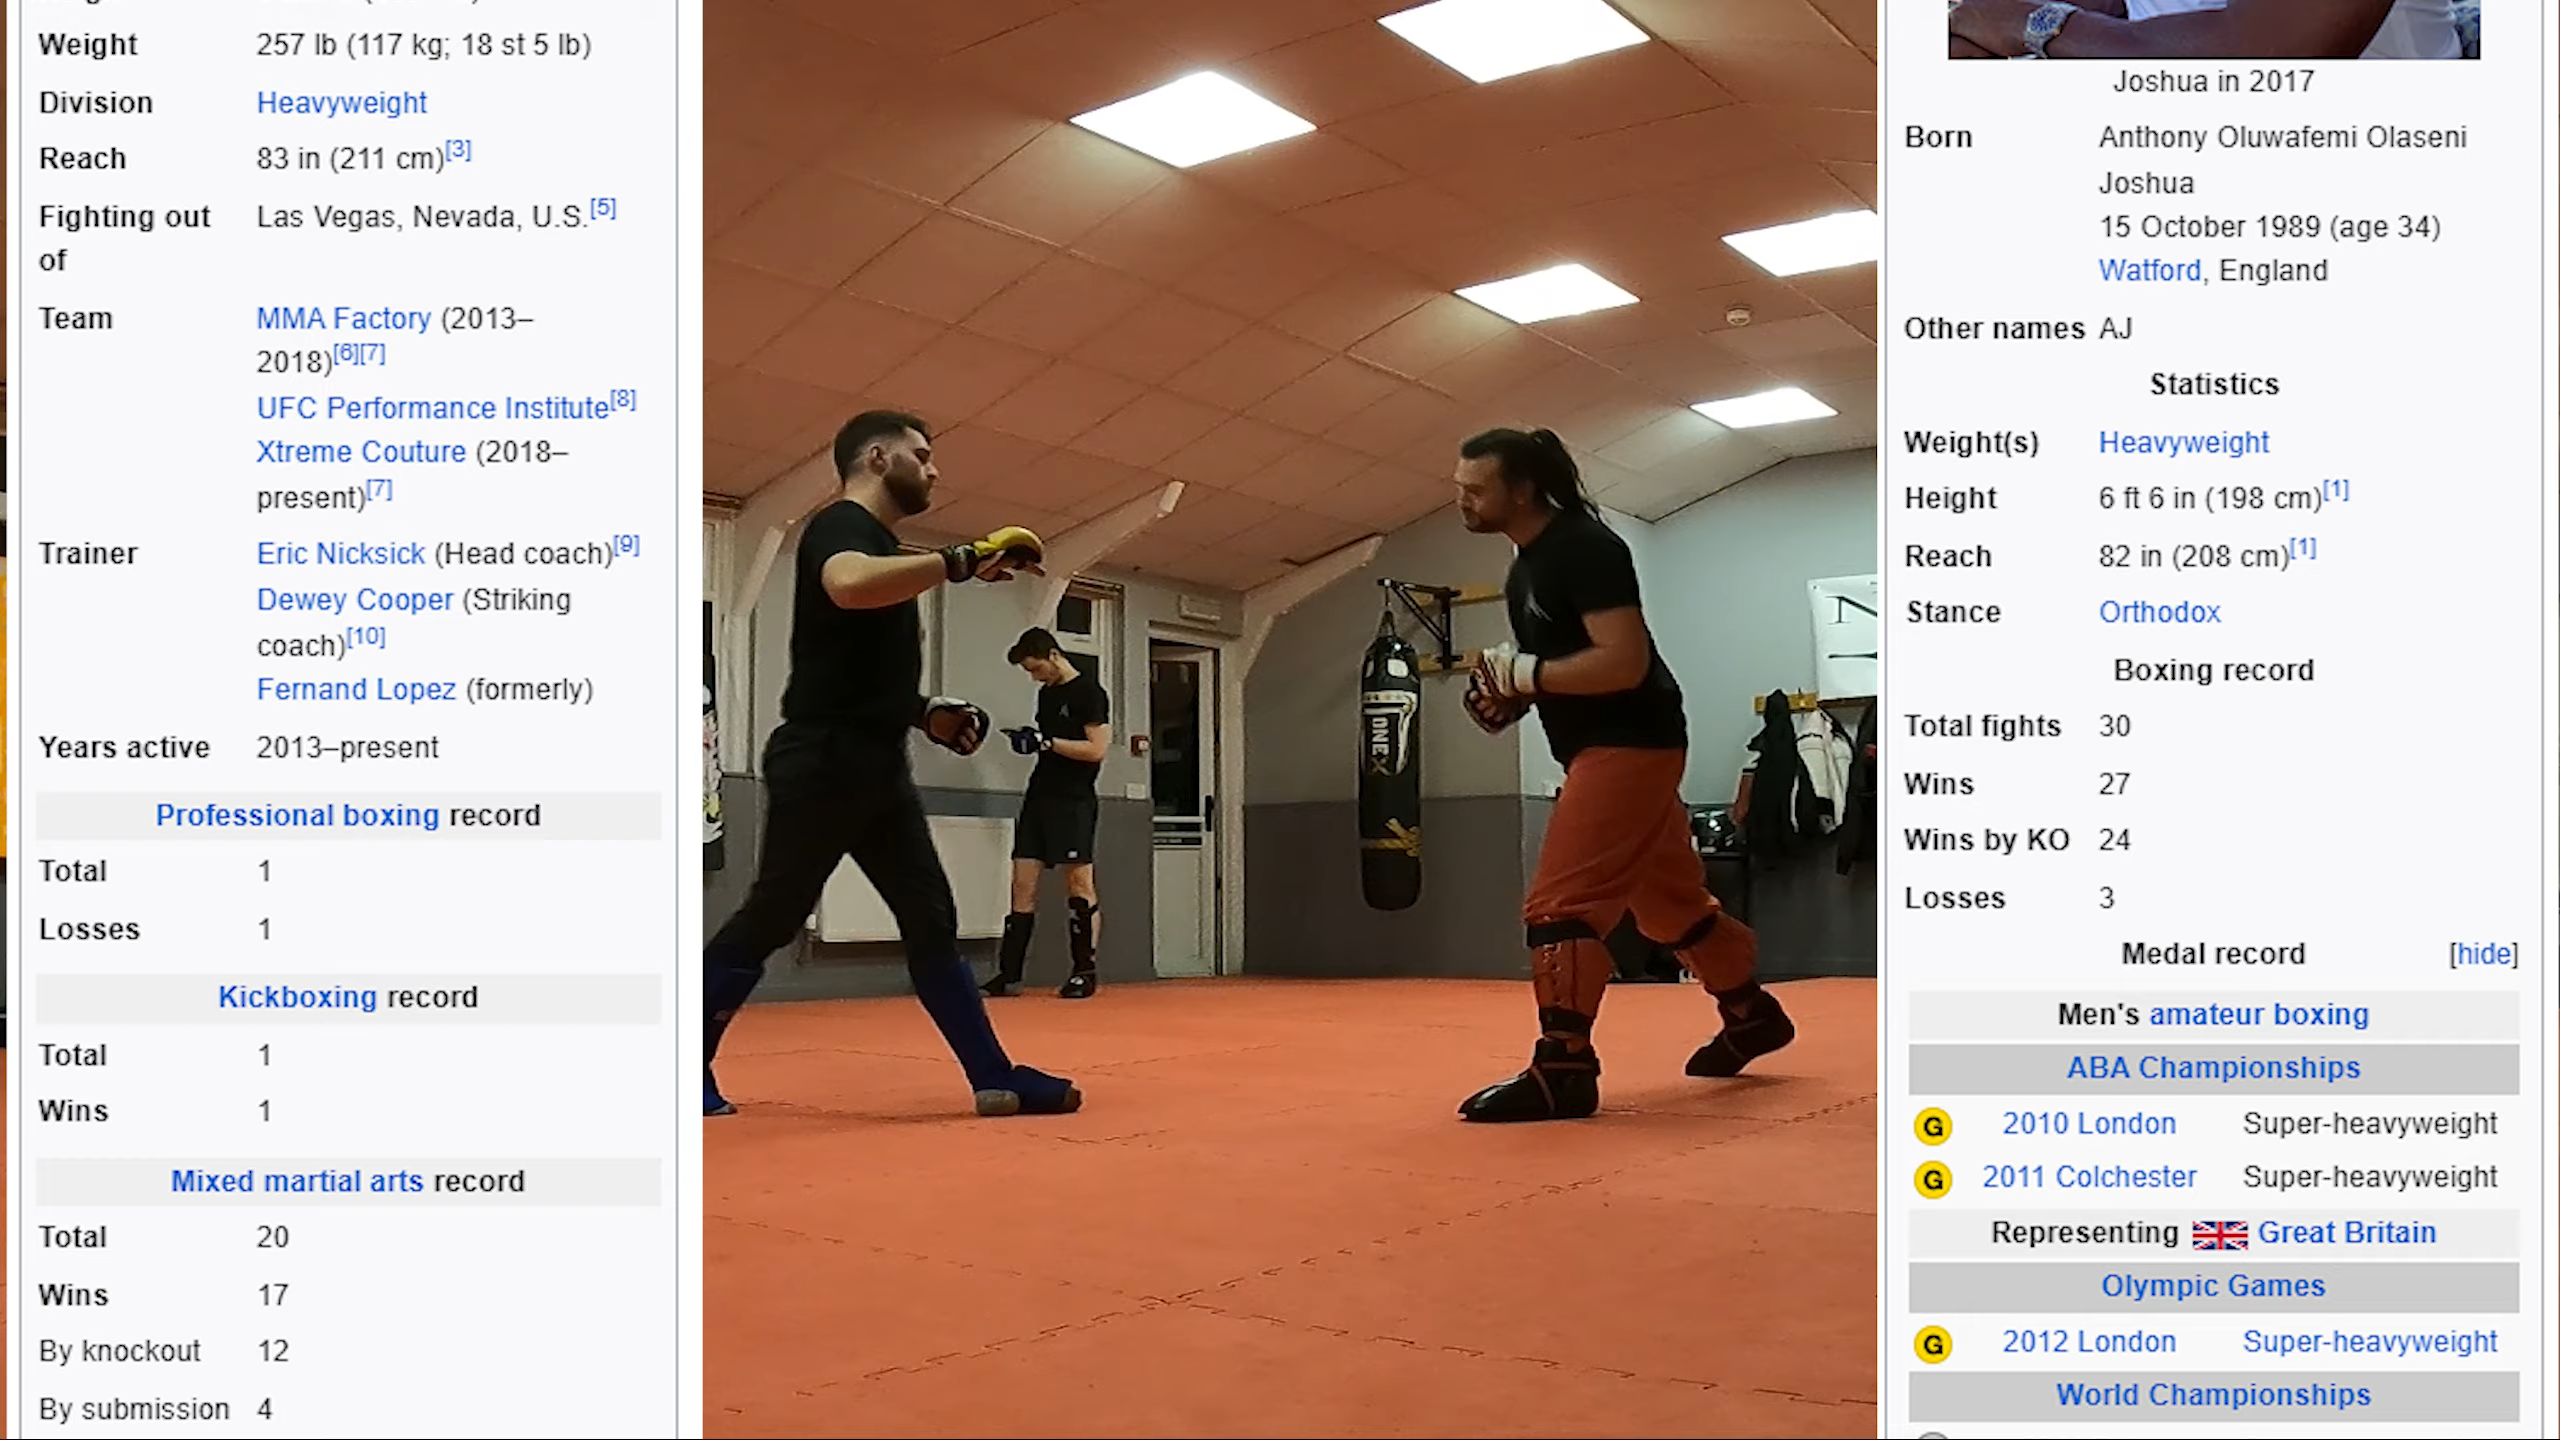 Weight 257 lb (117 kg; 18 st 5 lb)
Division Heavyweight
Reach 83 in (211 cm)[3]
Fighting out of Las Vegas, Nevada, U.S.[5]
Team MMA Factory (2013–
2018)[6][7]
UFC Performance Institute[8]
Xtreme Couture (2018–
present)[7]
Trainer Eric Nicksick (Head coach)[9]
Dewey Cooper (Striking
coach)[10]
Fernand Lopez (formerly)
Years active 2013–present
Professional boxing record
Total 1
Losses 1
Kickboxing record
Total 1
Wins 1
Mixed martial arts record
Total 20
Wins 17
By knockout 12
By submission 4
ONE X
Joshua in 2017
Born Anthony Oluwafemi Olaseni
Joshua
15 October 1989 (age 34)
Watford, England
Other names AJ
Statistics
Weight(s) Heavyweight
Height 6 ft 6 in (198 cm)[1]
Reach 82 in (208 cm)[1]
Stance Orthodox
Boxing record
Total fights 30
Wins 27
Wins by KO 24
Losses 3
Medal record [hide]
Men's amateur boxing
ABA Championships
G 2010 London Super-heavyweight
G 2011 Colchester Super-heavyweight
Representing Great Britain
Olympic Games
G 2012 London Super-heavyweight
World Championships